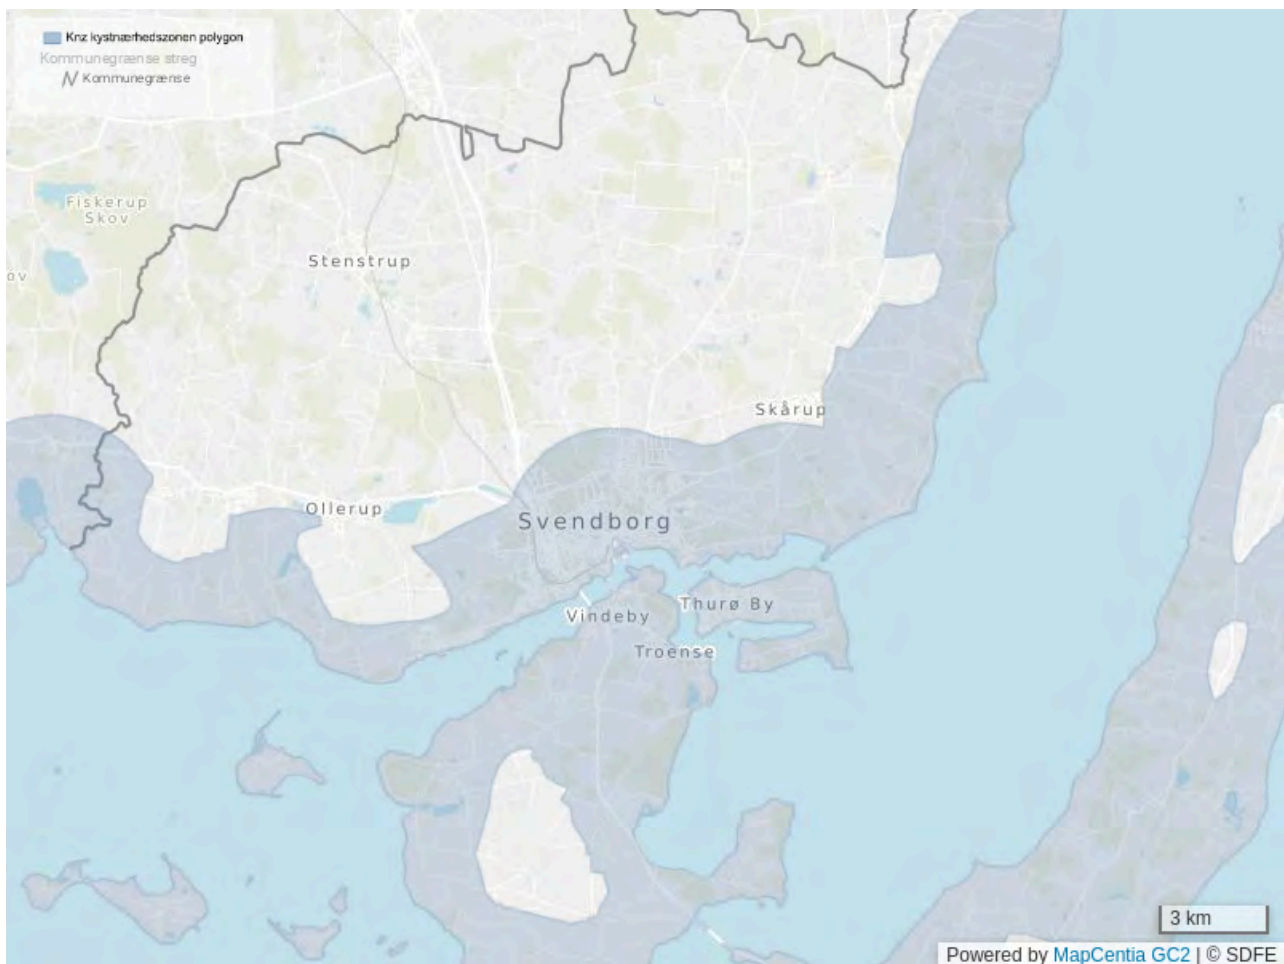 Knz kystnærhedszonen polygon
Kommunegrænse streg
Kommunegrænse
Fiskerup
Skov
ov
Stenstrup
Skårup
Ollerup
Svendborg
Vindeby
Thurø By
Troense
3 km
Powered by MapCentia GC2 | © SDFE